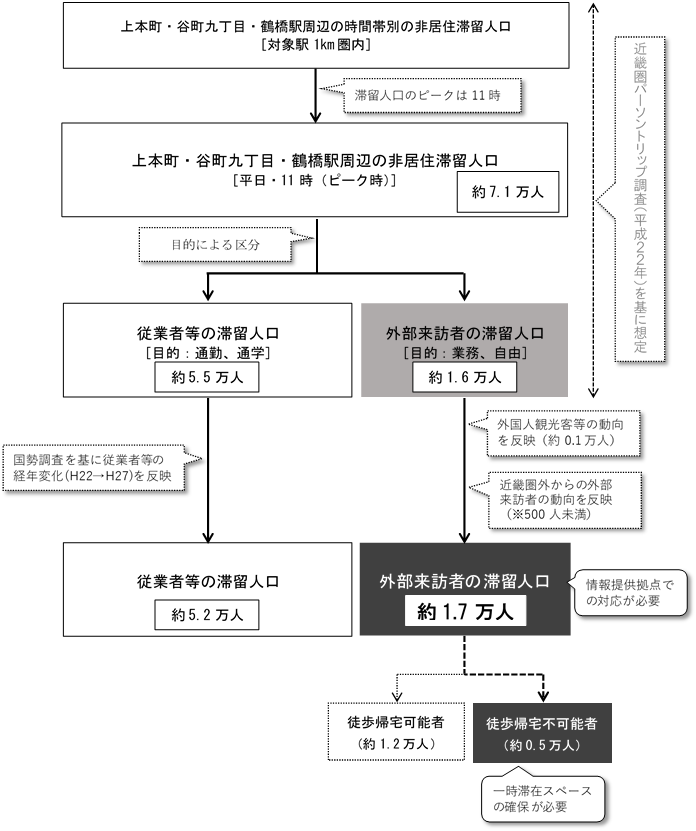 上本町・谷町九丁目・鶴橋駅周辺の時間帯別の非居住滞留人口
[対象駅 1km圏内]
滞留人口のピークは 11 時
近畿圏パーソントリップ調査(平成22年)を基に想定
上本町・谷町九丁目・鶴橋駅周辺の非居住滞留人口
[平日・11 時（ピーク時）]
約7.1 万人
目的による区分
従業者等の滞留人口
[目的：通勤、通学]
約5.5 万人
外部来訪者の滞留人口
[目的：業務、自由]
約1.6 万人
外国人観光客等の動向
を反映（約 0.1 万人）
国勢調査を基に従業者等の
経年変化(H22→H27)を反映
近畿圏外からの外部
来訪者の動向を反映
（※500 人未満）
従業者等の滞留人口
約5.2 万人
外部来訪者の滞留人口
約 1.7 万人
情報提供拠点で
の対応が必要
徒歩帰宅可能者
（約 1.2 万人）
徒歩帰宅不可能者
（約 0.5 万人）
一時滞在スペース
の確保が必要